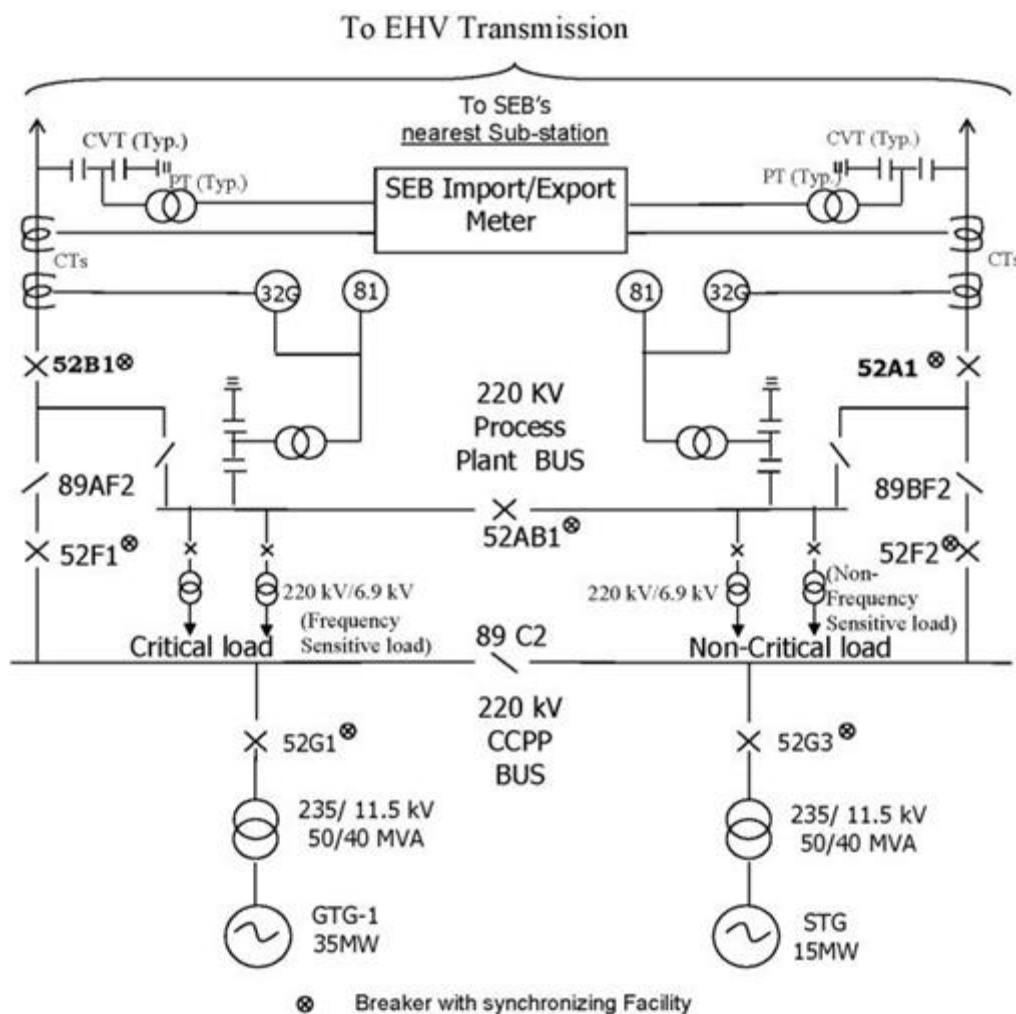 To EHV Transmission
To SEB's
nearest Sub-station
CVT (Typ.)
CVT (Typ.)
PT (Typ.)
PT (Typ.)
SEB Import/Export
Meter
CTs
CTs
32G
81
81
32G
52B1
52A1
220 KV
Process
Plant BUS
89AF2
89BF2
52AB1
52F1
52F2
220 kV/6.9 kV
(Frequency
Sensitive load)
220 kV/6.9 kV
(Non-
Frequency
Sensitive load)
Critical load
89 C2
Non-Critical load
220 kV
CCPP
BUS
52G1
52G3
235/ 11.5 kV
50/40 MVA
235/ 11.5 kV
50/40 MVA
GTG-1
35MW
STG
15MW
Breaker with synchronizing Facility